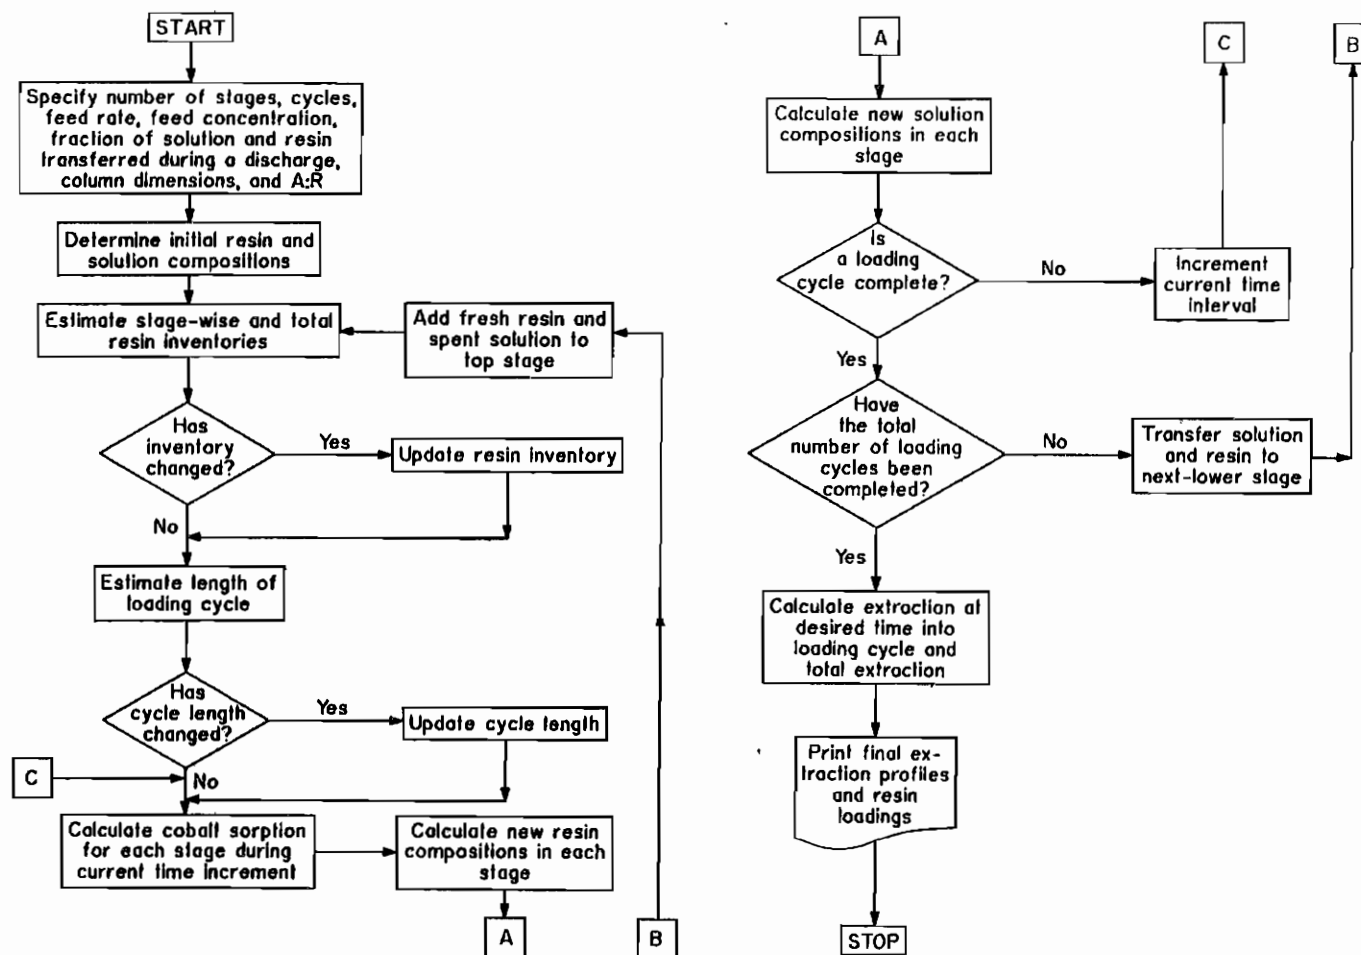 START
Specify number of stages, cycles,
feed rate, feed concentration,
fraction of solution and resin
transferred during a discharge,
column dimensions, and A:R
Determine initial resin and
solution compositions
Estimate stage-wise and total
resin inventories
Add fresh resin and
spent solution to
top stage
Has
inventory
changed?
Yes
Update resin inventory
No
Estimate length of
loading cycle
Has
cycle length
changed?
Yes
Update cycle length
C
No
Calculate cobalt sorption
for each stage during
current time increment
Calculate new resin
compositions in each
stage
A
B
A
C
B
Calculate new solution
compositions in each
stage
Is
a loading
cycle complete?
No
Increment
current time
interval
Yes
Have
the total
number of loading
cycles been
completed?
No
Transfer solution
and resin to
next-lower stage
Yes
Calculate extraction at
desired time into
loading cycle and
total extraction
Print final ex-
traction profiles
and resin
loadings
STOP